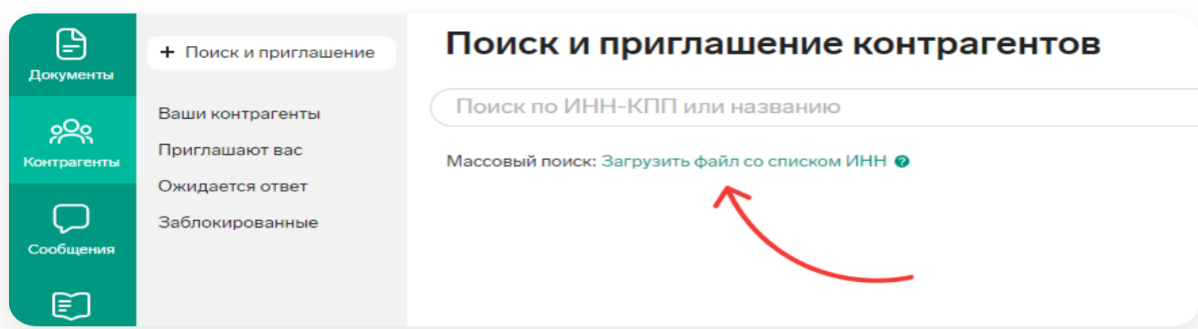 Документы
Контрагенты
Сообщения
+ Поиск и приглашение
Ваши контрагенты
Приглашают вас
Ожидается ответ
Заблокированные
Поиск и приглашение контрагентов
Поиск по ИНН-КПП или названию
Массовый поиск: Загрузить файл со списком ИНН ?